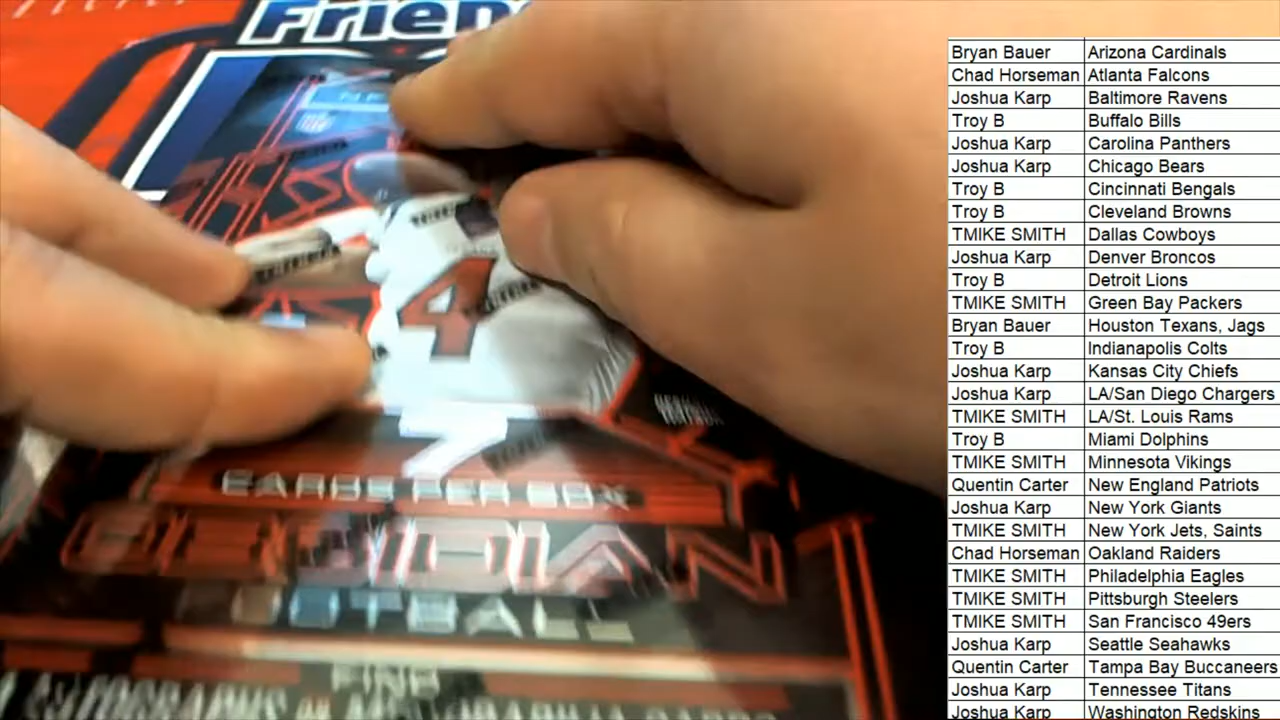 Frien
4
CARDS PER BOX
OBSIDIAN
FOOTBALL
FIND
Bryan Bauer Arizona Cardinals
Chad Horseman Atlanta Falcons
Joshua Karp Baltimore Ravens
Troy B Buffalo Bills
Joshua Karp Carolina Panthers
Joshua Karp Chicago Bears
Troy B Cincinnati Bengals
Troy B Cleveland Browns
TMIKE SMITH Dallas Cowboys
Joshua Karp Denver Broncos
Troy B Detroit Lions
TMIKE SMITH Green Bay Packers
Bryan Bauer Houston Texans, Jags
Troy B Indianapolis Colts
Joshua Karp Kansas City Chiefs
Joshua Karp LA/San Diego Chargers
TMIKE SMITH LA/St. Louis Rams
Troy B Miami Dolphins
TMIKE SMITH Minnesota Vikings
Quentin Carter New England Patriots
Joshua Karp New York Giants
TMIKE SMITH New York Jets, Saints
Chad Horseman Oakland Raiders
TMIKE SMITH Philadelphia Eagles
TMIKE SMITH Pittsburgh Steelers
TMIKE SMITH San Francisco 49ers
Joshua Karp Seattle Seahawks
Quentin Carter Tampa Bay Buccaneers
Joshua Karp Tennessee Titans
Joshua Karp Washington Redskins